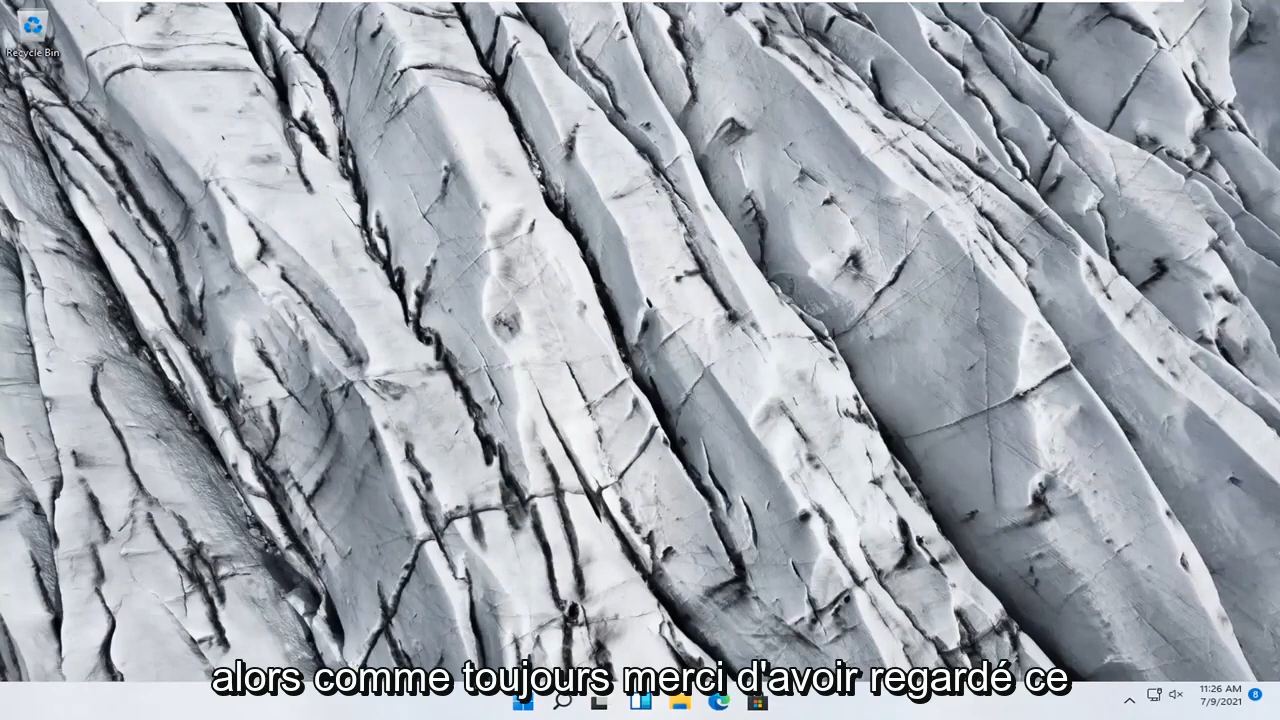 Recycle Bin
alors comme toujours merci d'avoir regardé ce
11:26 AM
7/9/2021
8